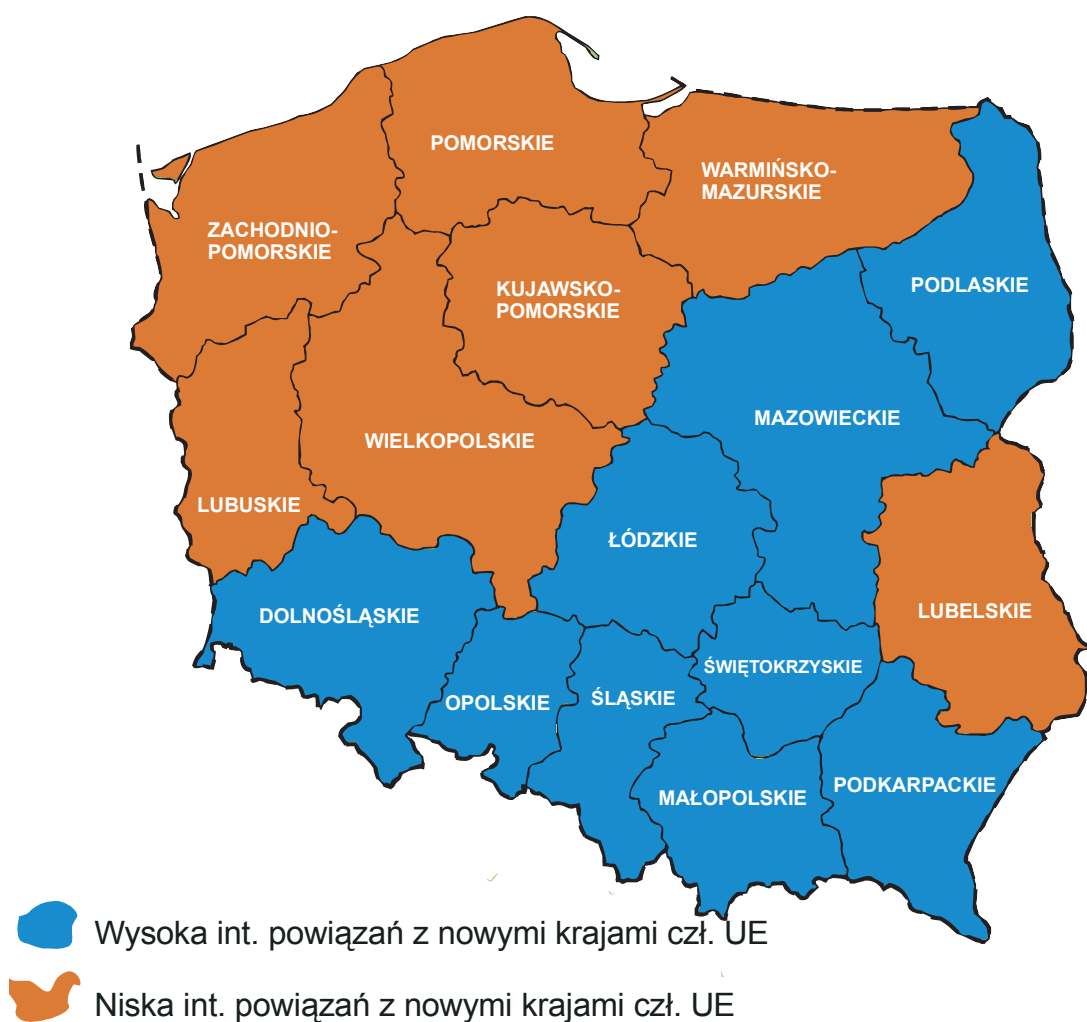 POMORSKIE
WARMIŃSKO-
MAZURSKIE
ZACHODNIO-
POMORSKIE
KUJAWSKO-
POMORSKIE
PODLASKIE
MAZOWIECKIE
WIELKOPOLSKIE
LUBUSKIE
ŁÓDZKIE
DOLNOŚLĄSKIE
LUBELSKIE
ŚWIĘTOKRZYSKIE
OPOLSKIE
ŚLĄSKIE
PODKARPACKIE
MAŁOPOLSKIE
Wysoka int. powiązań z nowymi krajami czł. UE
Niska int. powiązań z nowymi krajami czł. UE